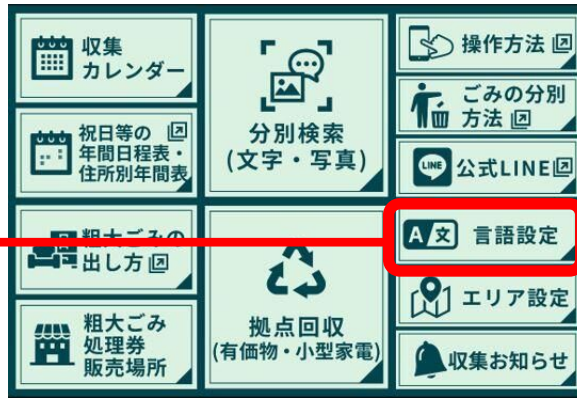 収集
カレンダー
祝日等の
年間日程表・
住所別年間表
粗大ごみの
出し方
粗大ごみ
処理券
販売場所
分別検索
(文字・写真)
拠点回収
(有価物・小型家電)
操作方法
ごみの分別
方法
LINE
公式LINE
A文
言語設定
エリア設定
収集お知らせ